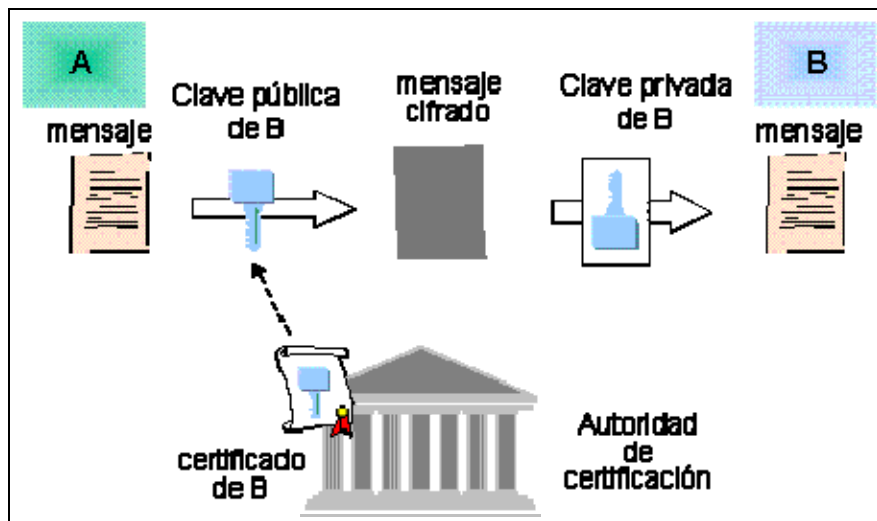 A
B
Clave pública
de B
mensaje
cifrado
Clave privada
de B
mensaje
mensaje
certificado
de B
Autoridad
de
certificación